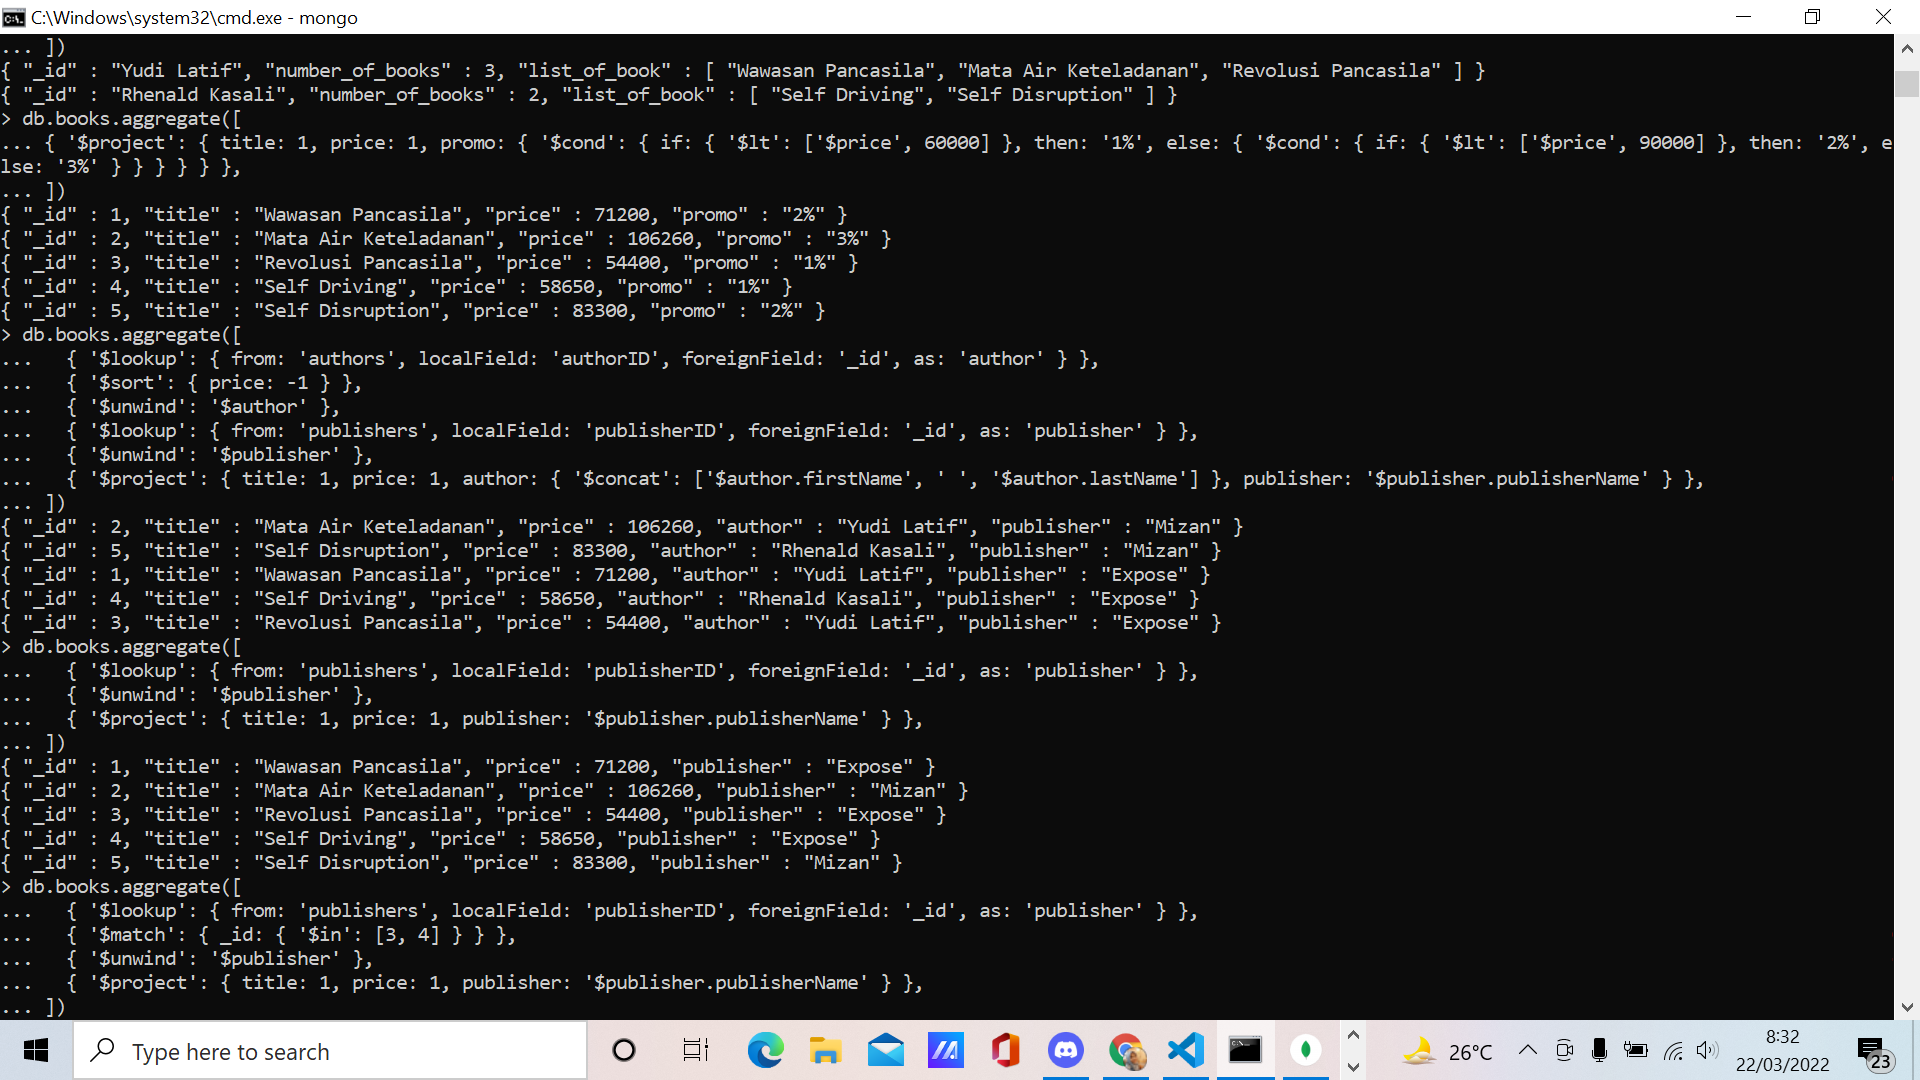 C:\Windows\system32\cmd.exe - mongo
... ])
{ "_id" : "Yudi Latif", "number_of_books" : 3, "list_of_book" : [ "Wawasan Pancasila", "Mata Air Keteladanan", "Revolusi Pancasila" ] }
{ "_id" : "Rhenald Kasali", "number_of_books" : 2, "list_of_book" : [ "Self Driving", "Self Disruption" ] }
> db.books.aggregate([
... { '$project': { title: 1, price: 1, promo: { '$cond': { if: { '$lt': ['$price', 60000] }, then: '1%', else: { '$cond': { if: { '$lt': ['$price', 90000] }, then: '2%', e
lse: '3%' } } } } } },
... ])
{ "_id" : 1, "title" : "Wawasan Pancasila", "price" : 71200, "promo" : "2%" }
{ "_id" : 2, "title" : "Mata Air Keteladanan", "price" : 106260, "promo" : "3%" }
{ "_id" : 3, "title" : "Revolusi Pancasila", "price" : 54400, "promo" : "1%" }
{ "_id" : 4, "title" : "Self Driving", "price" : 58650, "promo" : "1%" }
{ "_id" : 5, "title" : "Self Disruption", "price" : 83300, "promo" : "2%" }
> db.books.aggregate([
...   { '$lookup': { from: 'authors', localField: 'authorID', foreignField: '_id', as: 'author' } },
...   { '$sort': { price: -1 } },
...   { '$unwind': '$author' },
...   { '$lookup': { from: 'publishers', localField: 'publisherID', foreignField: '_id', as: 'publisher' } },
...   { '$unwind': '$publisher' },
...   { '$project': { title: 1, price: 1, author: { '$concat': ['$author.firstName', ' ', '$author.lastName'] }, publisher: '$publisher.publisherName' } },
... ])
{ "_id" : 2, "title" : "Mata Air Keteladanan", "price" : 106260, "author" : "Yudi Latif", "publisher" : "Mizan" }
{ "_id" : 5, "title" : "Self Disruption", "price" : 83300, "author" : "Rhenald Kasali", "publisher" : "Mizan" }
{ "_id" : 1, "title" : "Wawasan Pancasila", "price" : 71200, "author" : "Yudi Latif", "publisher" : "Expose" }
{ "_id" : 4, "title" : "Self Driving", "price" : 58650, "author" : "Rhenald Kasali", "publisher" : "Expose" }
{ "_id" : 3, "title" : "Revolusi Pancasila", "price" : 54400, "author" : "Yudi Latif", "publisher" : "Expose" }
> db.books.aggregate([
...   { '$lookup': { from: 'publishers', localField: 'publisherID', foreignField: '_id', as: 'publisher' } },
...   { '$unwind': '$publisher' },
...   { '$project': { title: 1, price: 1, publisher: '$publisher.publisherName' } },
... ])
{ "_id" : 1, "title" : "Wawasan Pancasila", "price" : 71200, "publisher" : "Expose" }
{ "_id" : 2, "title" : "Mata Air Keteladanan", "price" : 106260, "publisher" : "Mizan" }
{ "_id" : 3, "title" : "Revolusi Pancasila", "price" : 54400, "publisher" : "Expose" }
{ "_id" : 4, "title" : "Self Driving", "price" : 58650, "publisher" : "Expose" }
{ "_id" : 5, "title" : "Self Disruption", "price" : 83300, "publisher" : "Mizan" }
> db.books.aggregate([
...   { '$lookup': { from: 'publishers', localField: 'publisherID', foreignField: '_id', as: 'publisher' } },
...   { '$match': { _id: { '$in': [3, 4] } } },
...   { '$unwind': '$publisher' },
...   { '$project': { title: 1, price: 1, publisher: '$publisher.publisherName' } },
... ])
Type here to search
26°C
8:32
22/03/2022
23